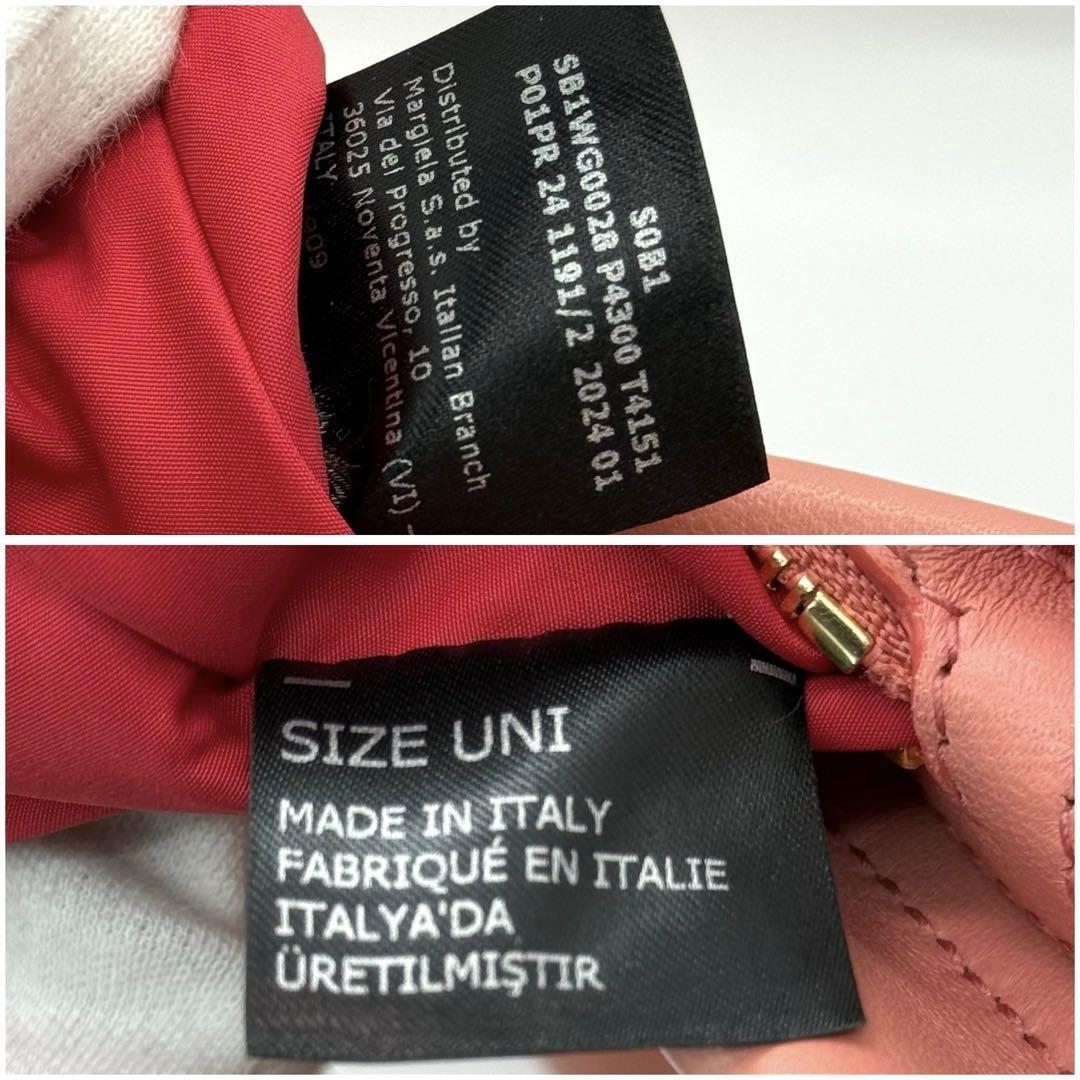 S0B1
SB1WG0028 P4300 T4151
P01PR 24 1191/2 2024 01
Distributed by
Margiela S.a.s. Italian Branch
Via del Progresso, 10
36025 Noventa Vicentina (VI) -
ITALY
SIZE UNI
MADE IN ITALY
FABRIQUÉ EN ITALIE
ITALYA'DA
ÜRETILMIŞTIR